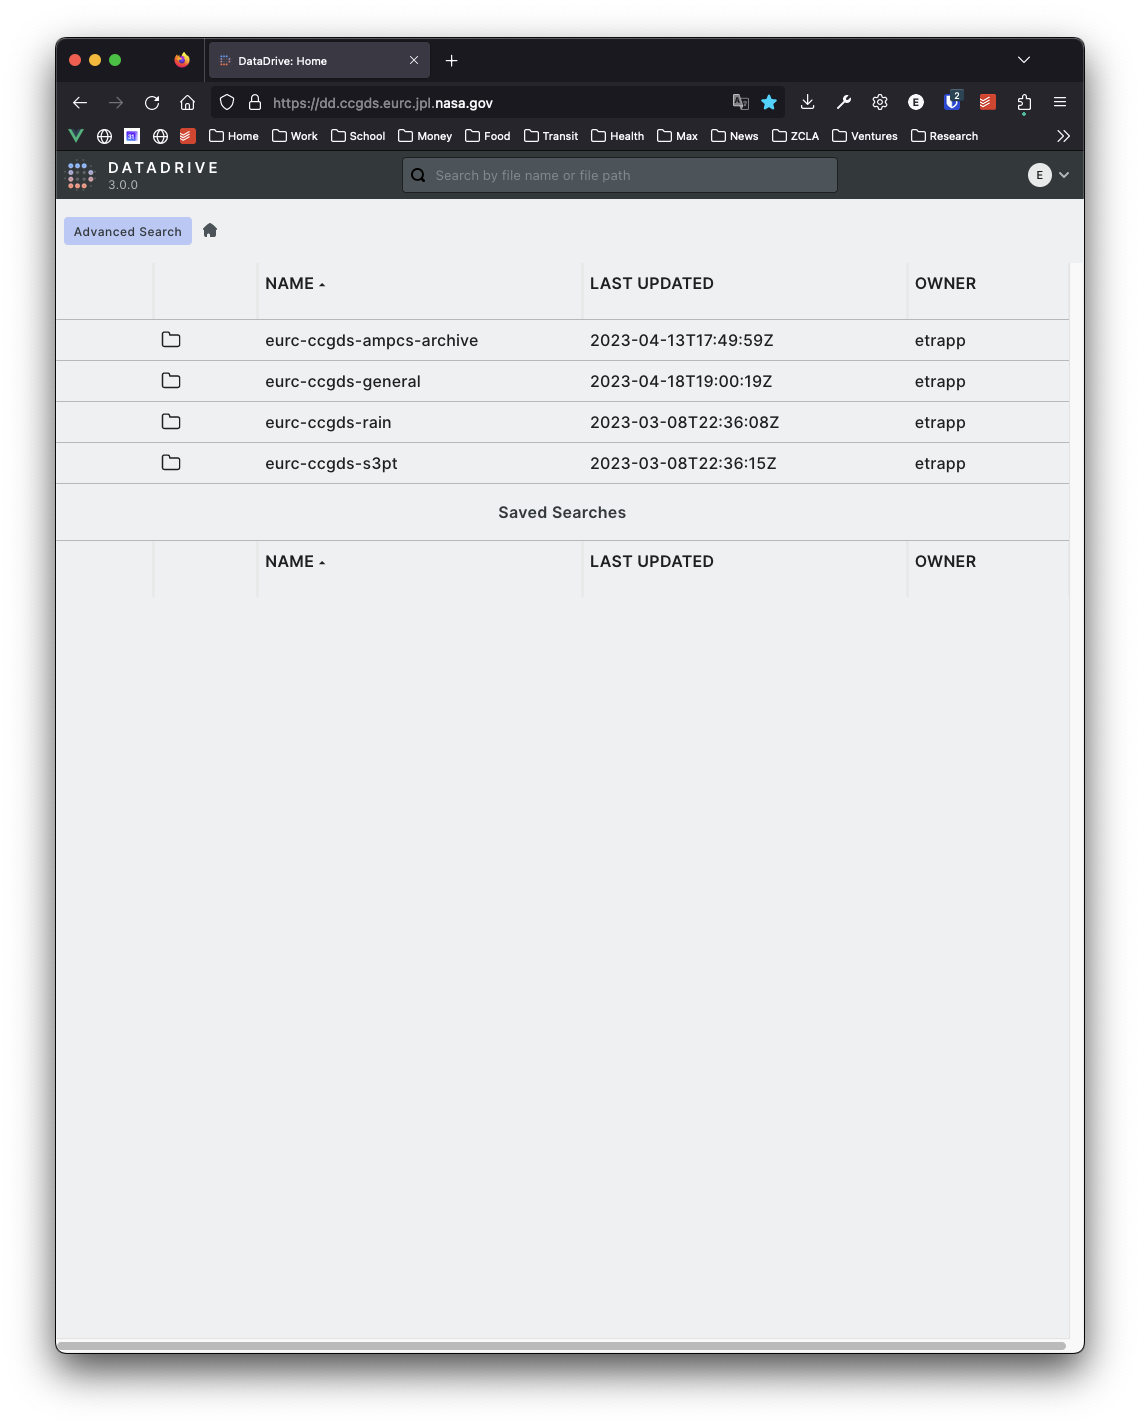 DataDrive: Home
https://dd.ccgds.eurc.jpl.nasa.gov
E
2
31
Home Work School Money Food Transit Health Max News ZCLA Ventures Research
DATADRIVE
3.0.0
Search by file name or file path
E
Advanced Search
NAME LAST UPDATED OWNER
eurc-ccgds-ampcs-archive 2023-04-13T17:49:59Z etrapp
eurc-ccgds-general 2023-04-18T19:00:19Z etrapp
eurc-ccgds-rain 2023-03-08T22:36:08Z etrapp
eurc-ccgds-s3pt 2023-03-08T22:36:15Z etrapp
Saved Searches
NAME LAST UPDATED OWNER